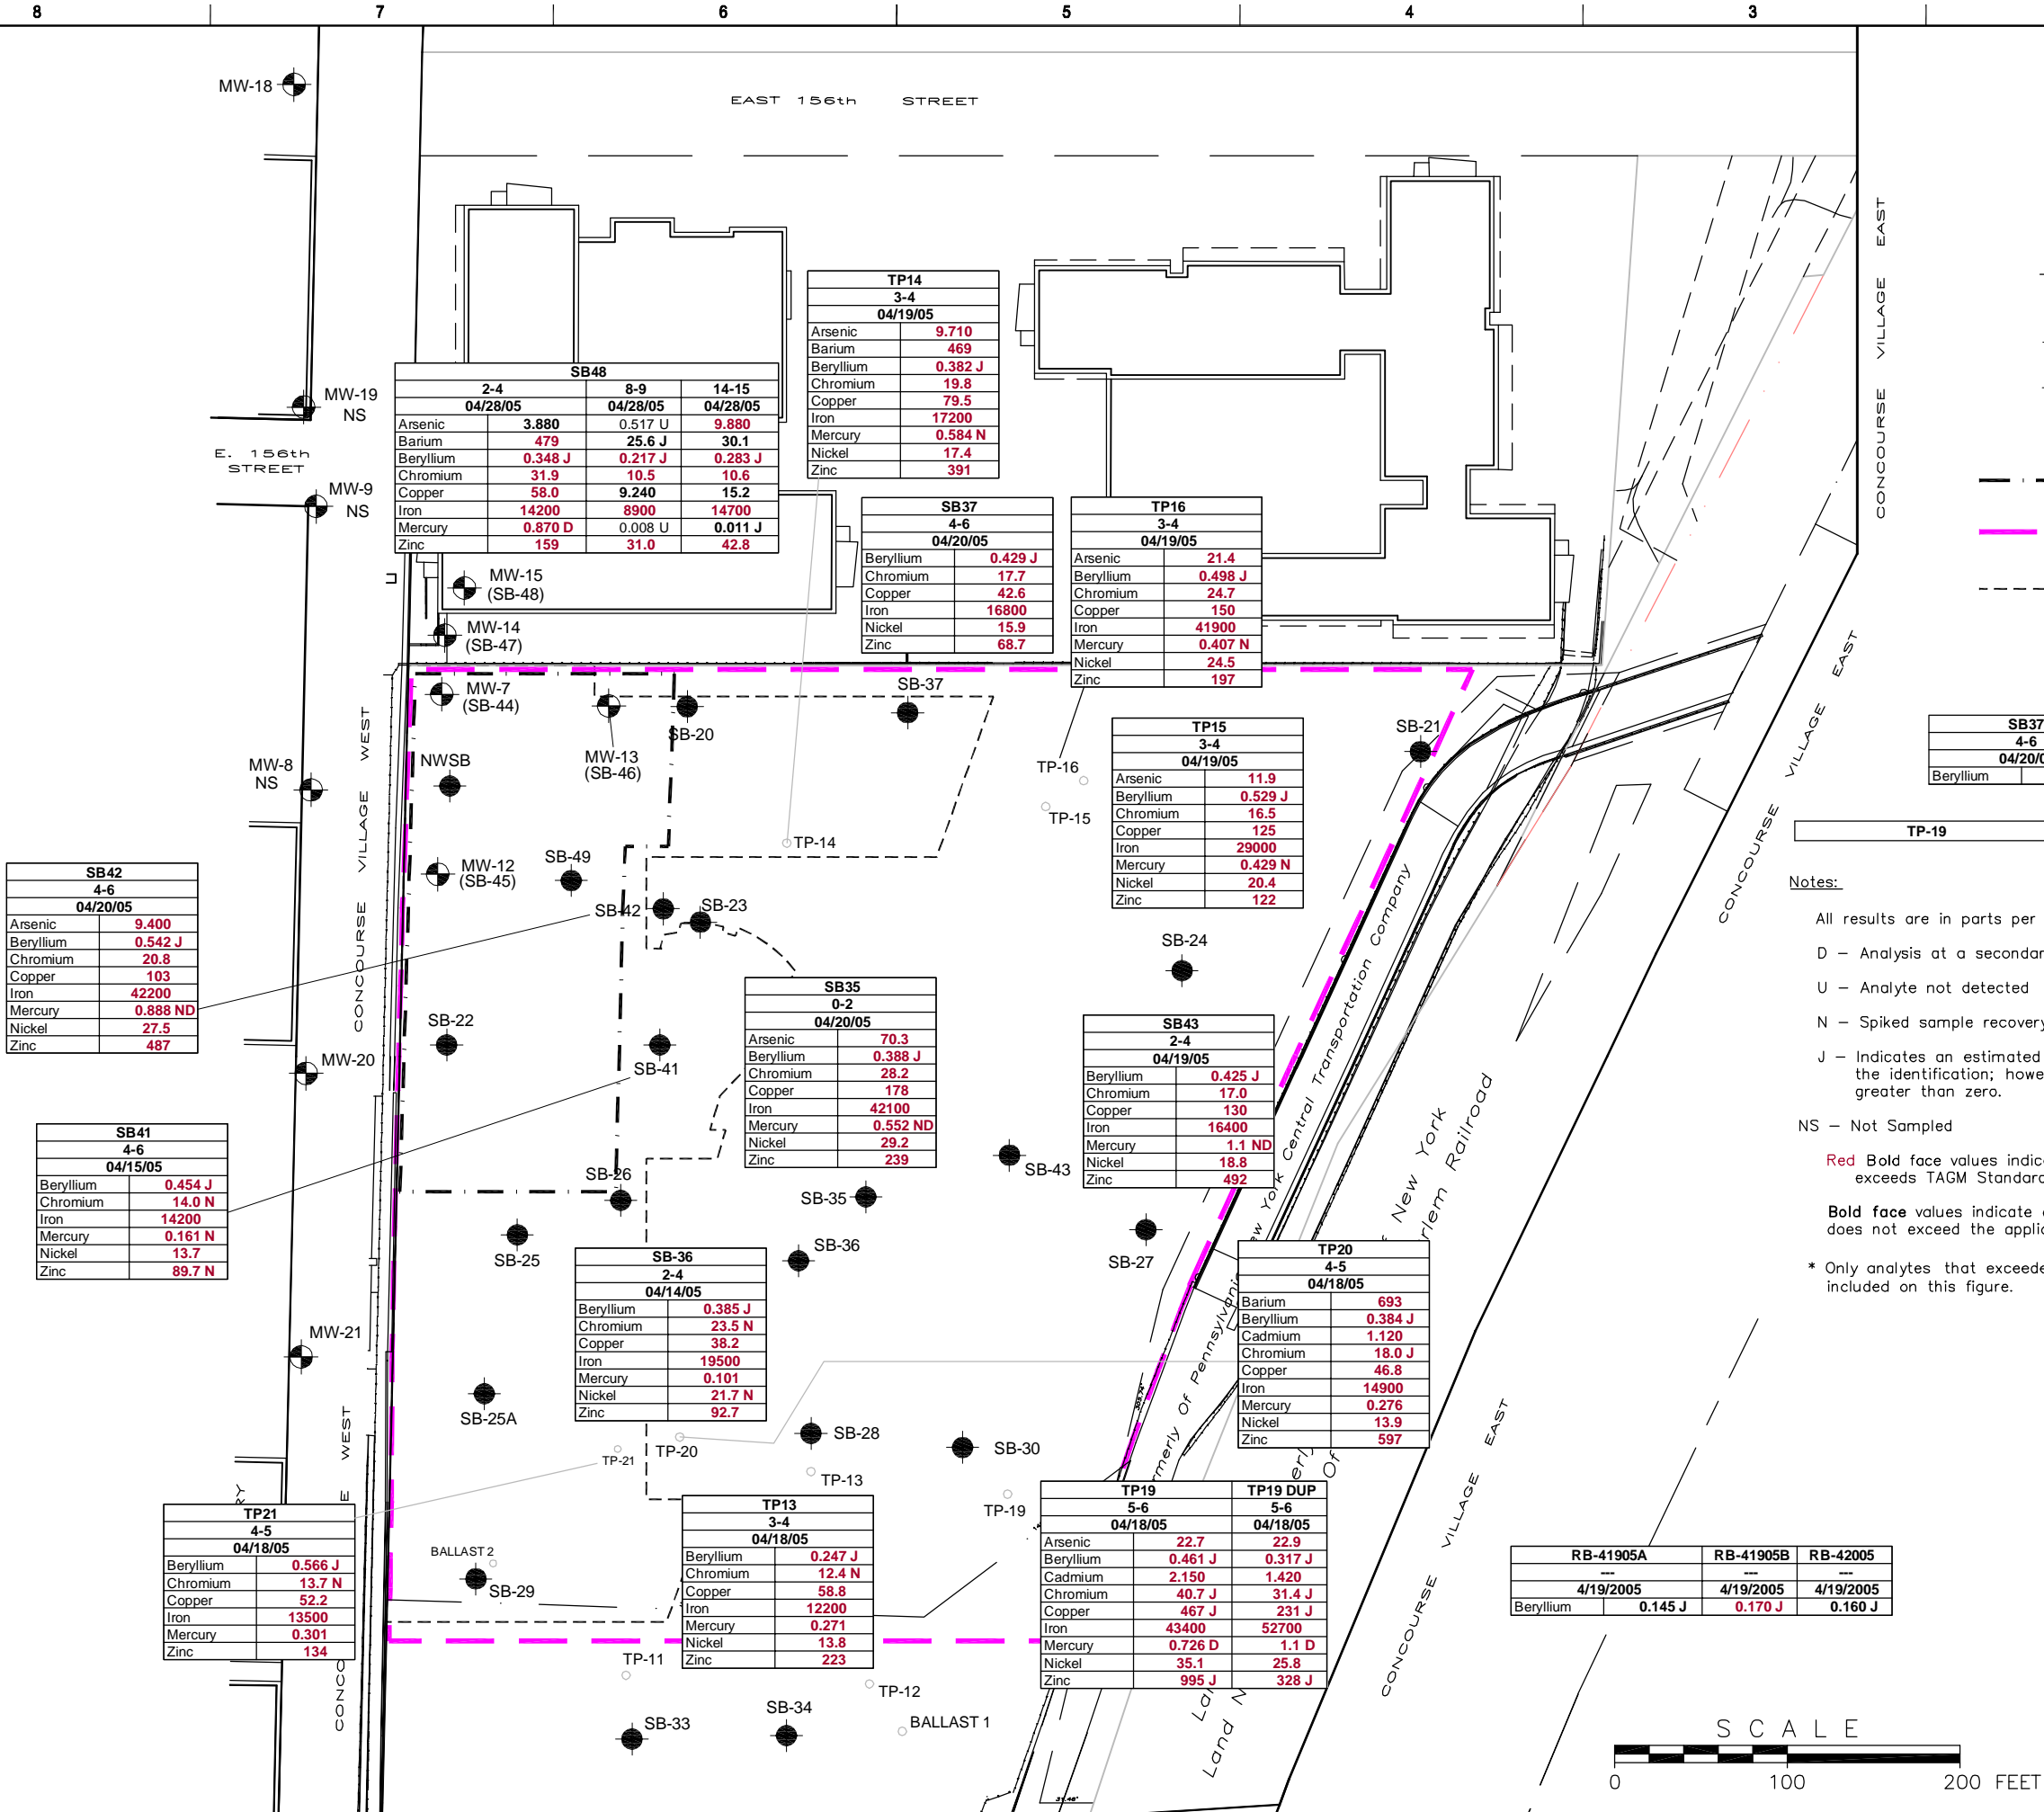 8 7 6 5 4 3
MW-18
EAST 156th STREET
CONCOURSE VILLAGE EAST
TP14
3-4
04/19/05
Arsenic 9.710
Barium 469
Beryllium 0.382 J
Chromium 19.8
Copper 79.5
Iron 17200
Mercury 0.584 N
Nickel 17.4
Zinc 391
SB48
2-4 8-9 14-15
04/28/05 04/28/05 04/28/05
Arsenic 3.880 0.517 U 9.880
Barium 479 25.6 J 30.1
Beryllium 0.348 J 0.217 J 0.283 J
Chromium 31.9 10.5 10.6
Copper 58.0 9.240 15.2
Iron 14200 8900 14700
Mercury 0.870 D 0.008 U 0.011 J
Zinc 159 31.0 42.8
MW-19
NS
E. 156th
STREET
MW-9
NS
SB37
4-6
04/20/05
Beryllium 0.429 J
Chromium 17.7
Copper 42.6
Iron 16800
Nickel 15.9
Zinc 68.7
TP16
3-4
04/19/05
Arsenic 21.4
Beryllium 0.498 J
Chromium 24.7
Copper 150
Iron 41900
Mercury 0.407 N
Nickel 24.5
Zinc 197
MW-15
(SB-48)
MW-14
(SB-47)
MW-7
(SB-44)
SB-37
SB-20
MW-13
(SB-46)
NWSB
MW-8
NS
CONCOURSE VILLAGE WEST
TP-16
TP-15
TP-14
SB-21
TP15
3-4
04/19/05
Arsenic 11.9
Beryllium 0.529 J
Chromium 16.5
Copper 125
Iron 29000
Mercury 0.429 N
Nickel 20.4
Zinc 122
CONCOURSE VILLAGE EAST
SB37
4-6
04/20/0
Beryllium
TP-19
MW-12
(SB-45)
SB-49
SB-42
SB-23
SB42
4-6
04/20/05
Arsenic 9.400
Beryllium 0.542 J
Chromium 20.8
Copper 103
Iron 42200
Mercury 0.888 ND
Nickel 27.5
Zinc 487
SB-24
Notes:
All results are in parts per
D – Analysis at a secondar
U – Analyte not detected
N – Spiked sample recovery
J – Indicates an estimated
the identification; howe
greater than zero.
NS – Not Sampled
Red Bold face values indic
exceeds TAGM Standar
Bold face values indicate
does not exceed the applic
* Only analytes that exceede
included on this figure.
SB35
0-2
04/20/05
Arsenic 70.3
Beryllium 0.388 J
Chromium 28.2
Copper 178
Iron 42100
Mercury 0.552 ND
Nickel 29.2
Zinc 239
SB43
2-4
04/19/05
Beryllium 0.425 J
Chromium 17.0
Copper 130
Iron 16400
Mercury 1.1 ND
Nickel 18.8
Zinc 492
SB-22
SB-41
MW-20
SB41
4-6
04/15/05
Beryllium 0.454 J
Chromium 14.0 N
Iron 14200
Mercury 0.161 N
Nickel 13.7
Zinc 89.7 N
SB-26
SB-43
SB-35
SB-36
SB-25
SB-27
ew York Central Transportation Company
rmerly Of Pennsylvani
New York
rlem Railroad
SB-36
2-4
04/14/05
Beryllium 0.385 J
Chromium 23.5 N
Copper 38.2
Iron 19500
Mercury 0.101
Nickel 21.7 N
Zinc 92.7
TP20
4-5
04/18/05
Barium 693
Beryllium 0.384 J
Cadmium 1.120
Chromium 18.0 J
Copper 46.8
Iron 14900
Mercury 0.276
Nickel 13.9
Zinc 597
MW-21
SB-25A
SB-28
TP-20
TP-21
TP-13
SB-30
TP-19
WEST
CONCOURSE VILLAGE EAST
TP21
4-5
04/18/05
Beryllium 0.566 J
Chromium 13.7 N
Copper 52.2
Iron 13500
Mercury 0.301
Zinc 134
BALLAST 2
SB-29
TP13
3-4
04/18/05
Beryllium 0.247 J
Chromium 12.4 N
Copper 58.8
Iron 12200
Mercury 0.271
Nickel 13.8
Zinc 223
TP19 TP19 DUP
5-6 5-6
04/18/05 04/18/05
Arsenic 22.7 22.9
Beryllium 0.461 J 0.317 J
Cadmium 2.150 1.420
Chromium 40.7 J 31.4 J
Copper 467 J 231 J
Iron 43400 52700
Mercury 0.726 D 1.1 D
Nickel 35.1 25.8
Zinc 995 J 328 J
RB-41905A RB-41905B RB-42005
--- --- ---
4/19/2005 4/19/2005 4/19/2005
Beryllium 0.145 J 0.170 J 0.160 J
TP-11
TP-12
BALLAST 1
SB-33
SB-34
Land N
SCALE
0 100 200 FEET
31.46'